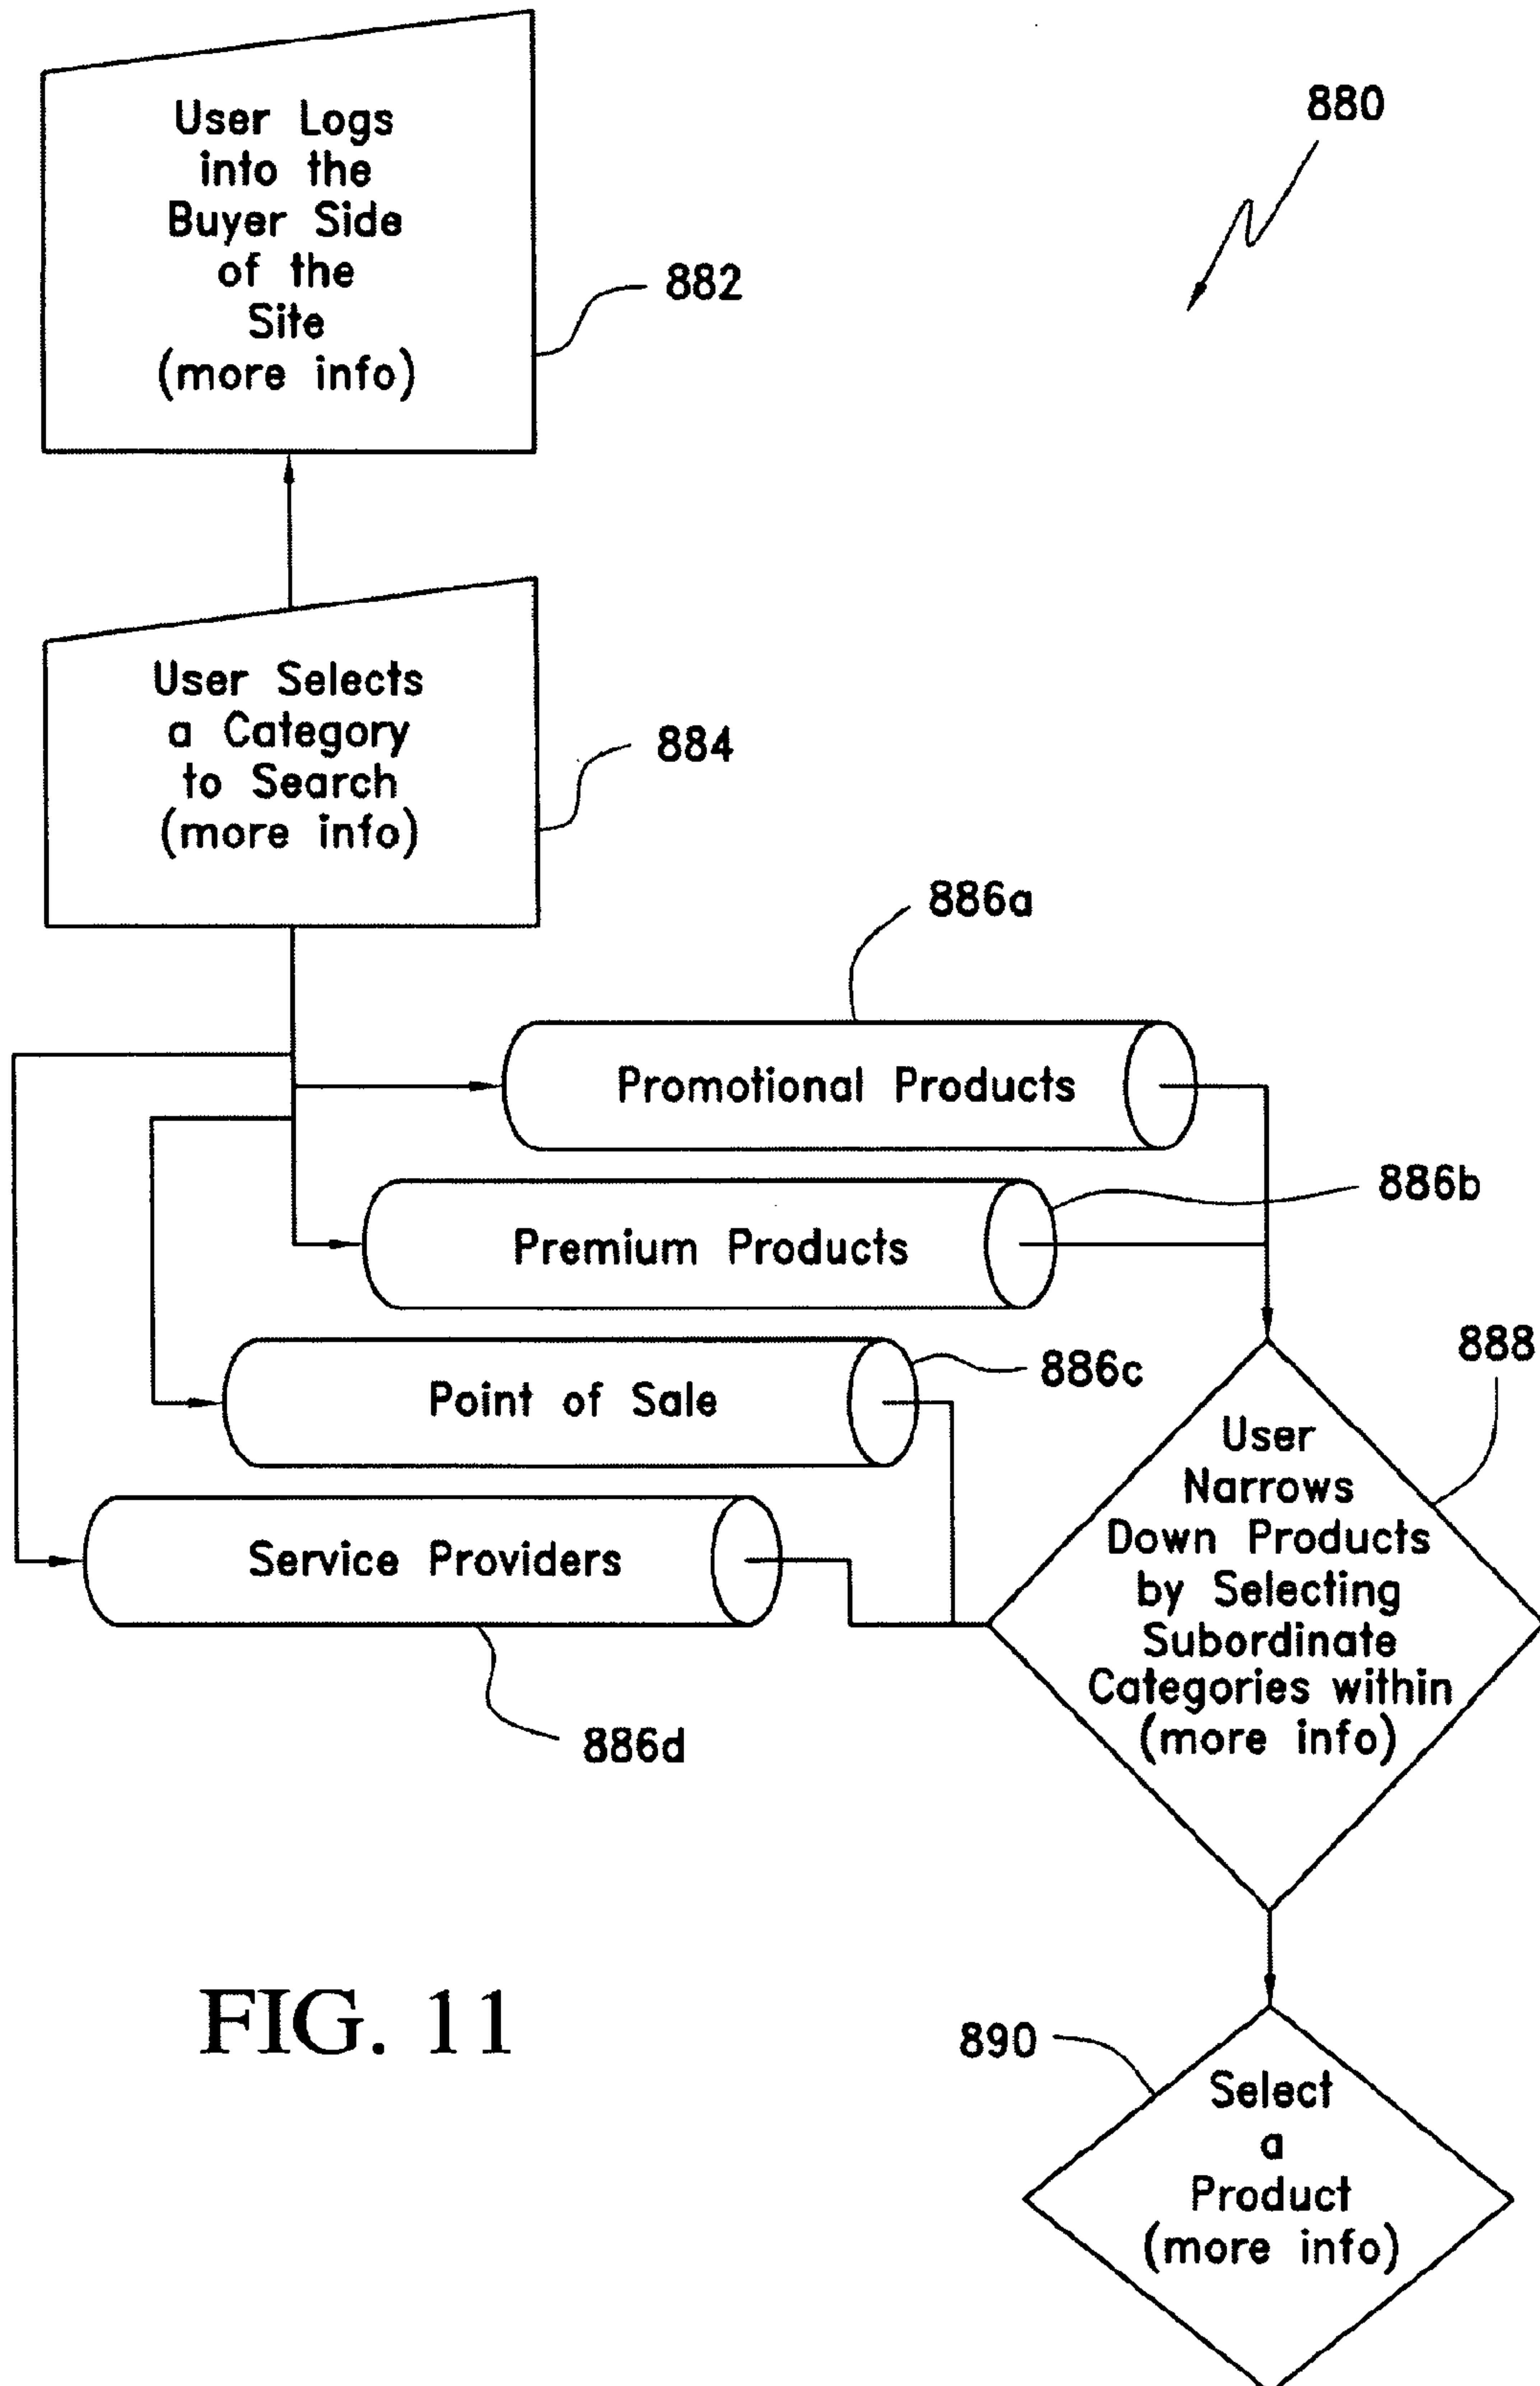 880
User Logs
into the
Buyer Side
of the
Site
(more info)
882
User Selects
a Category
to Search
(more info)
884
886a
Promotional Products
886b
Premium Products
886c
Point of Sale
888
User
Narrows
Down Products
by Selecting
Subordinate
Categories within
(more info)
Service Providers
886d
FIG. 11
890
Select
a
Product
(more info)